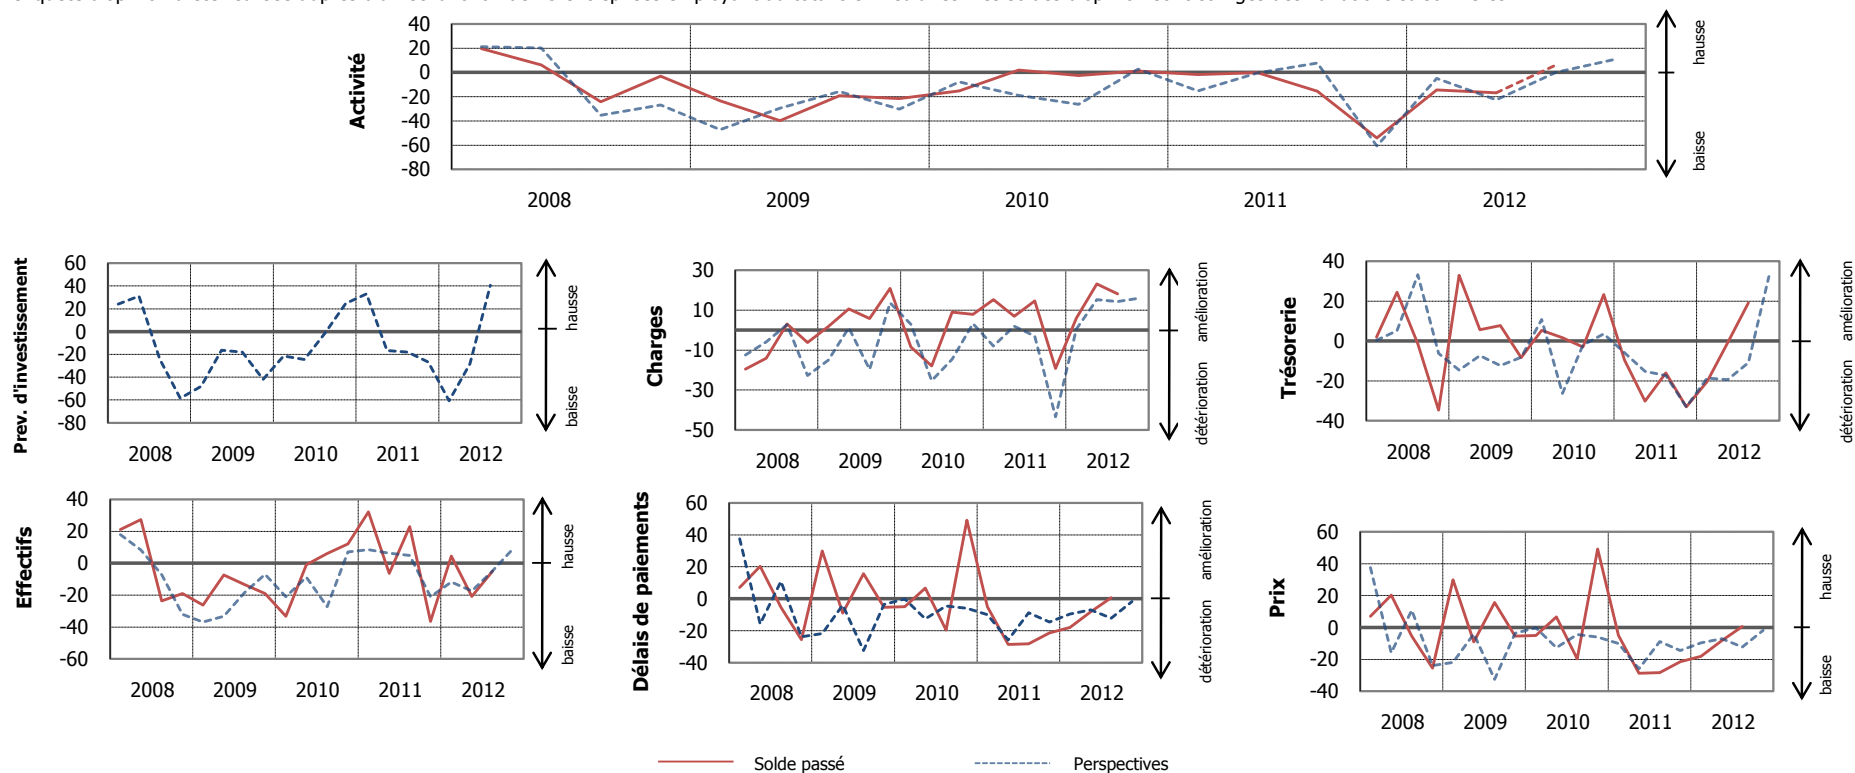 40
20
0
-20
-40
-60
-80
Activité
hausse
baisse
2008 2009 2010 2011 2012
Prev. d'investissement
60
40
20
0
-20
-40
-60
-80
hausse
baisse
2008 2009 2010 2011 2012
Charges
30
10
-10
-30
-50
amélioration
détérioration
2008 2009 2010 2011 2012
Trésorerie
40
20
0
-20
-40
amélioration
détérioration
2008 2009 2010 2011 2012
Effectifs
40
20
0
-20
-40
-60
hausse
baisse
2008 2009 2010 2011 2012
Délais de paiements
60
40
20
0
-20
-40
amélioration
détérioration
2008 2009 2010 2011 2012
Prix
60
40
20
0
-20
-40
hausse
baisse
2008 2009 2010 2011 2012
Solde passé Perspectives